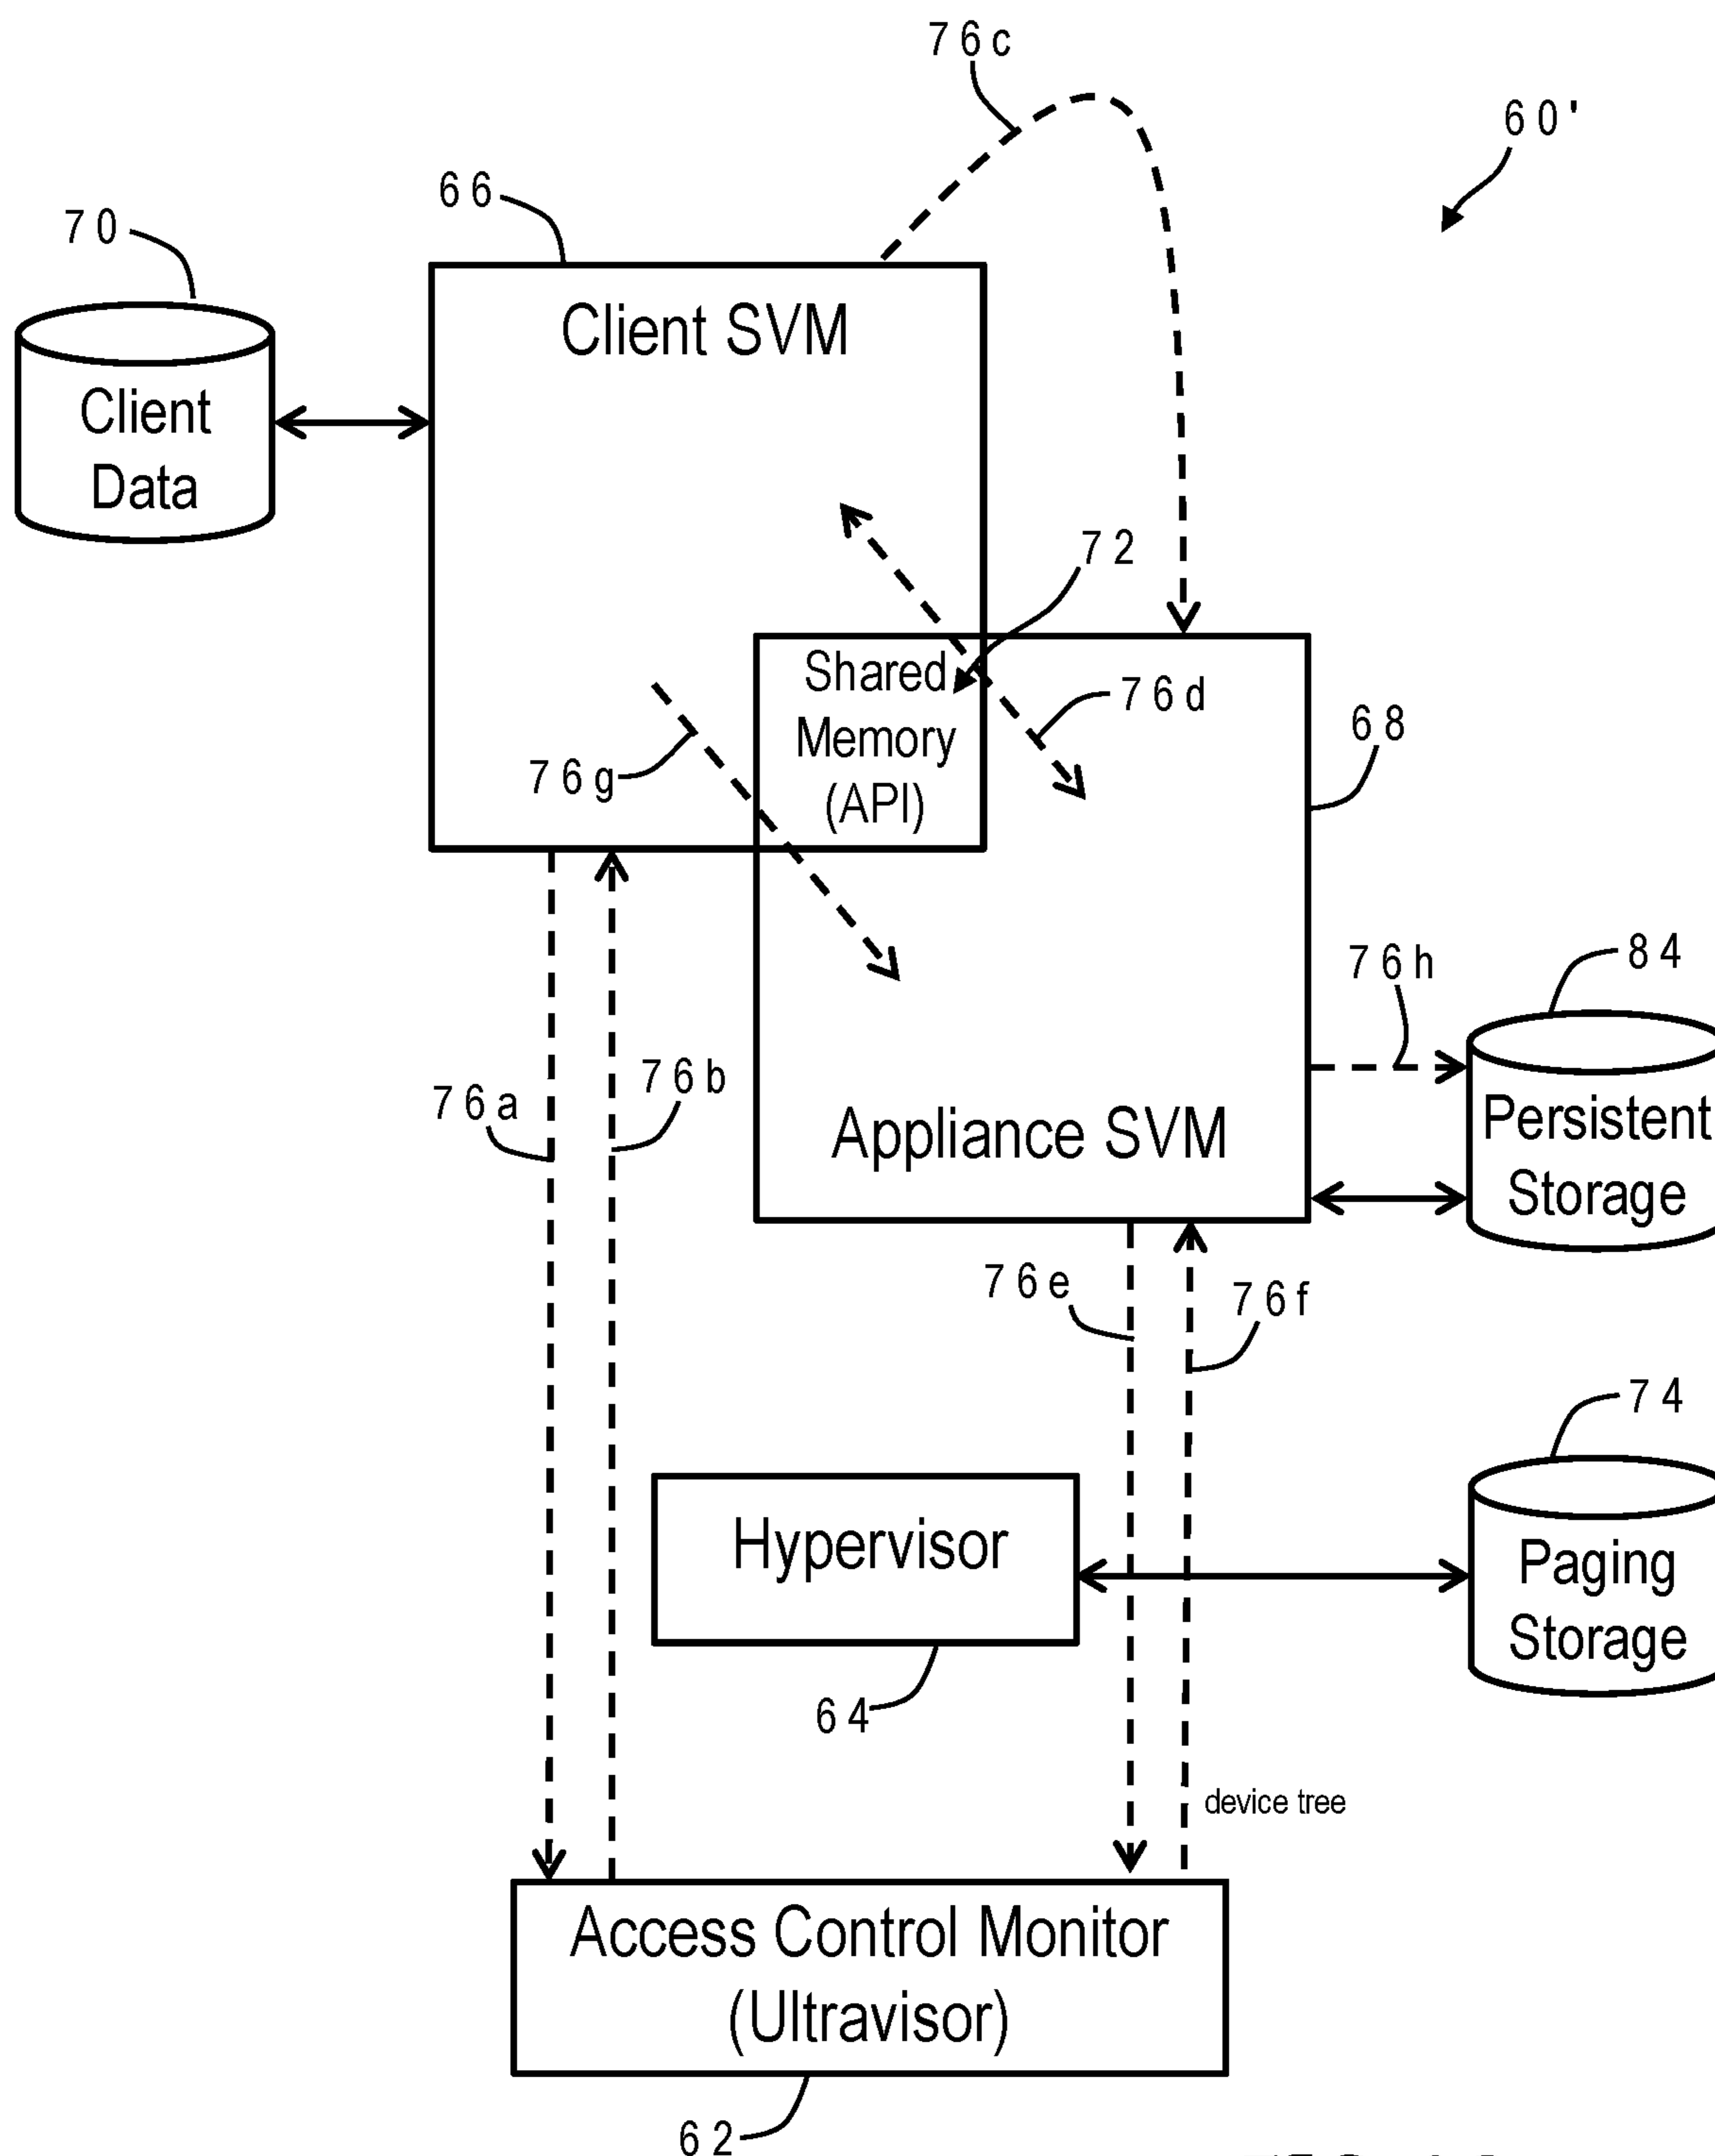 76c
60'
66
70
Client SVM
Client
Data
72
Shared
Memory
(API)
76d
68
76g
84
76h
76b
76a
Persistent
Storage
Appliance SVM
76e
76f
74
Hypervisor
Paging
Storage
64
device tree
Access Control Monitor
(Ultravisor)
62